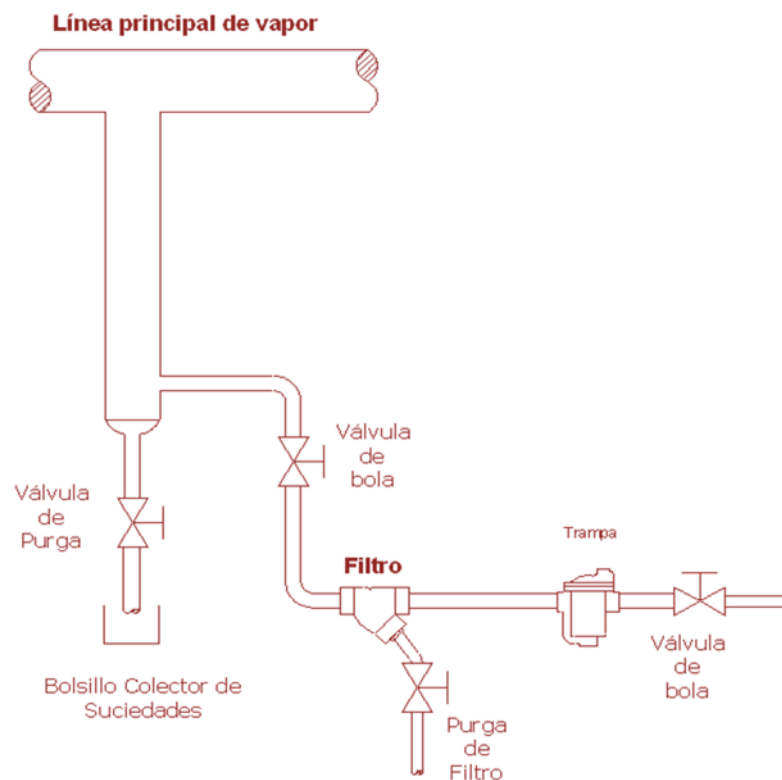 Línea principal de vapor
Válvula
de
bola
Válvula
de
Purga
Filtro
Trampa
Válvula
de
bola
Bolsillo Colector de
Suciedades
Purga
de
Filtro